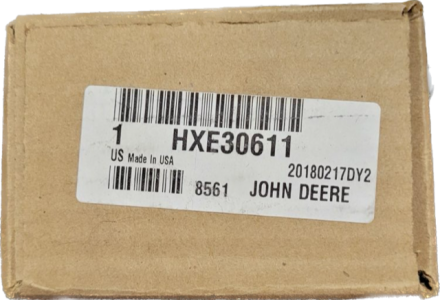 1 HXE30611
US Made In USA
20180217DY2
8561 JOHN DEERE